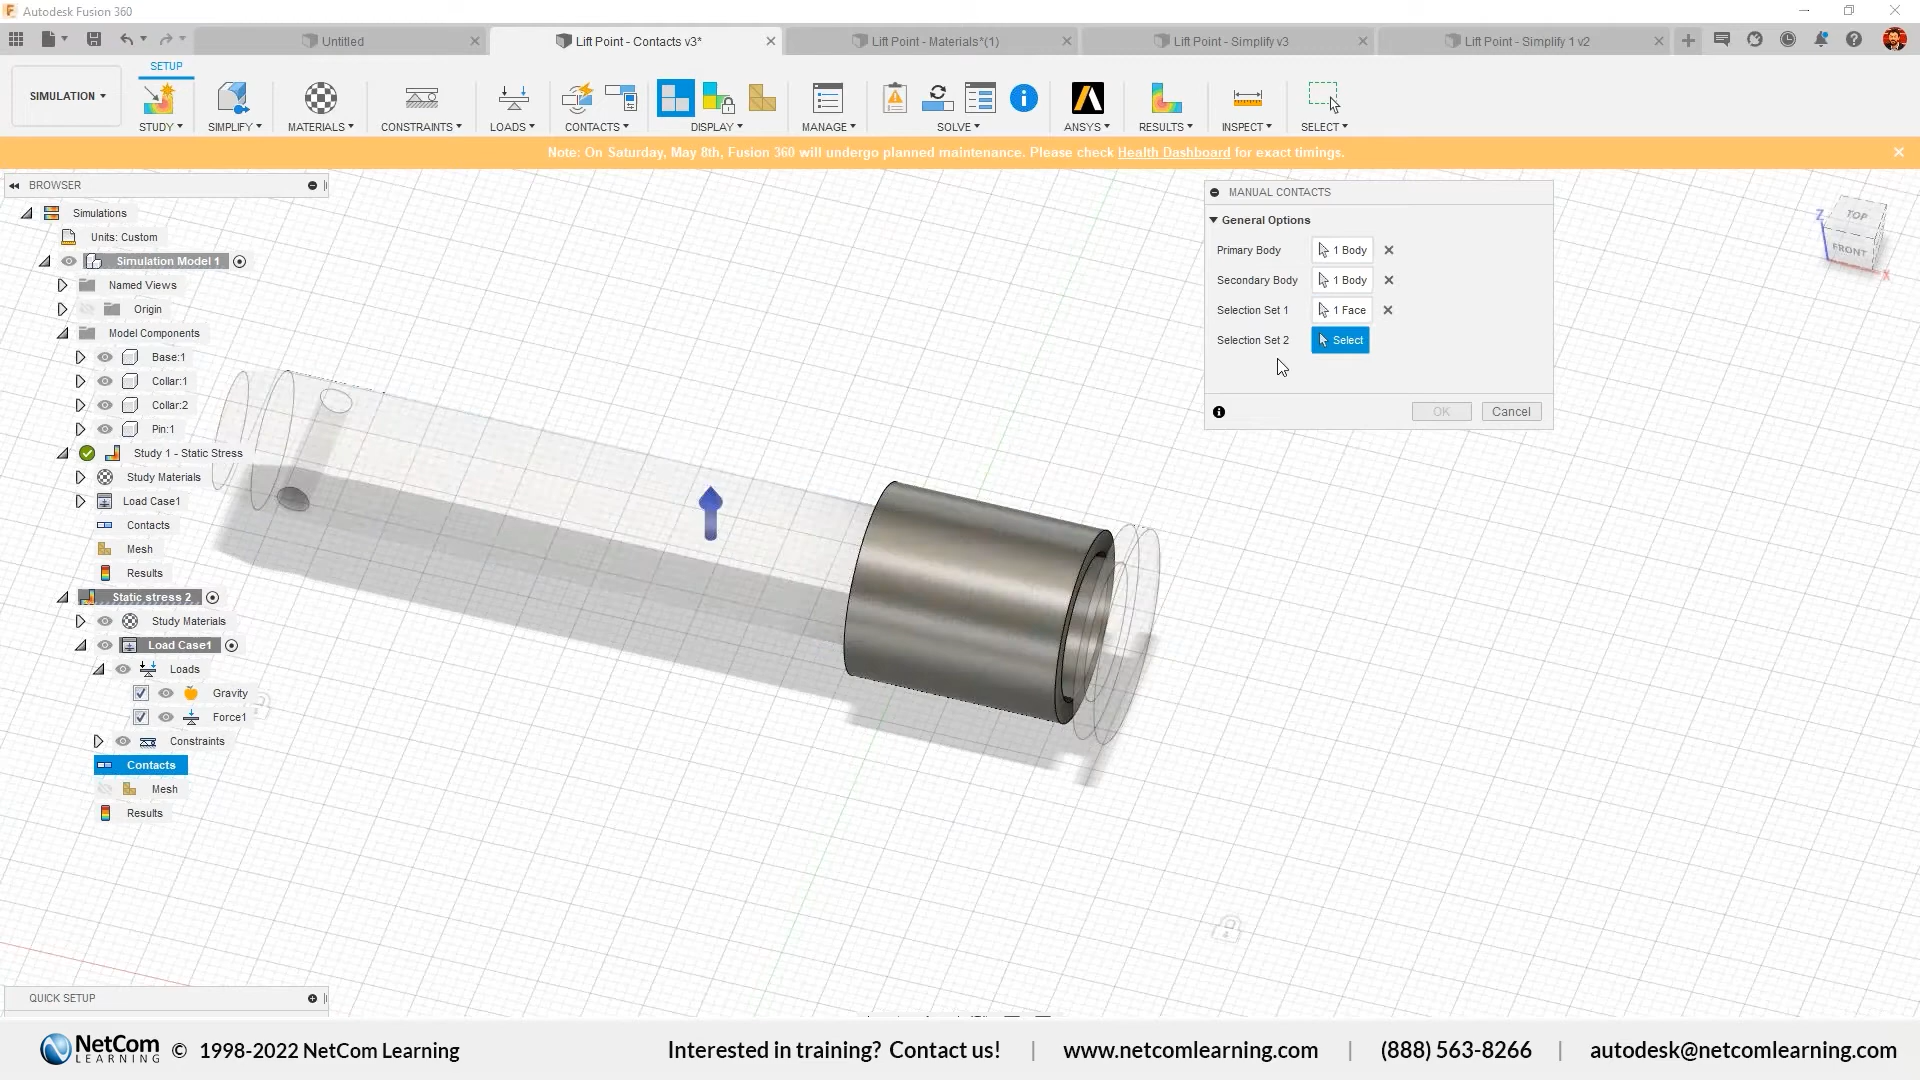 Autodesk Fusion 360
Untitled
Lift Point - Contacts v3*
Lift Point - Materials*(1)
Lift Point - Simplify v3
Lift Point - Simplify 1 v2
SETUP
SIMULATION
STUDY
SIMPLIFY
MATERIALS
CONSTRAINTS
LOADS
CONTACTS
DISPLAY
MANAGE
SOLVE
ANSYS
RESULTS
INSPECT
SELECT
Note: On Saturday, May 8th, Fusion 360 will undergo planned maintenance. Please check Health Dashboard for exact timings.
BROWSER
Simulations
Units: Custom
Simulation Model 1
Named Views
Origin
Model Components
Base:1
Collar:1
Collar:2
Pin:1
Study 1 - Static Stress
Study Materials
Load Case1
Contacts
Mesh
Results
Static stress 2
Study Materials
Load Case1
Loads
Gravity
Force1
Constraints
Contacts
Mesh
Results
MANUAL CONTACTS
General Options
Primary Body 1 Body
Secondary Body 1 Body
Selection Set 1 1 Face
Selection Set 2 Select
OK Cancel
TOP
FRONT
Z
X
QUICK SETUP
NetCom
LEARNING
© 1998-2022 NetCom Learning
Interested in training? Contact us! | www.netcomlearning.com | (888) 563-8266 | autodesk@netcomlearning.com